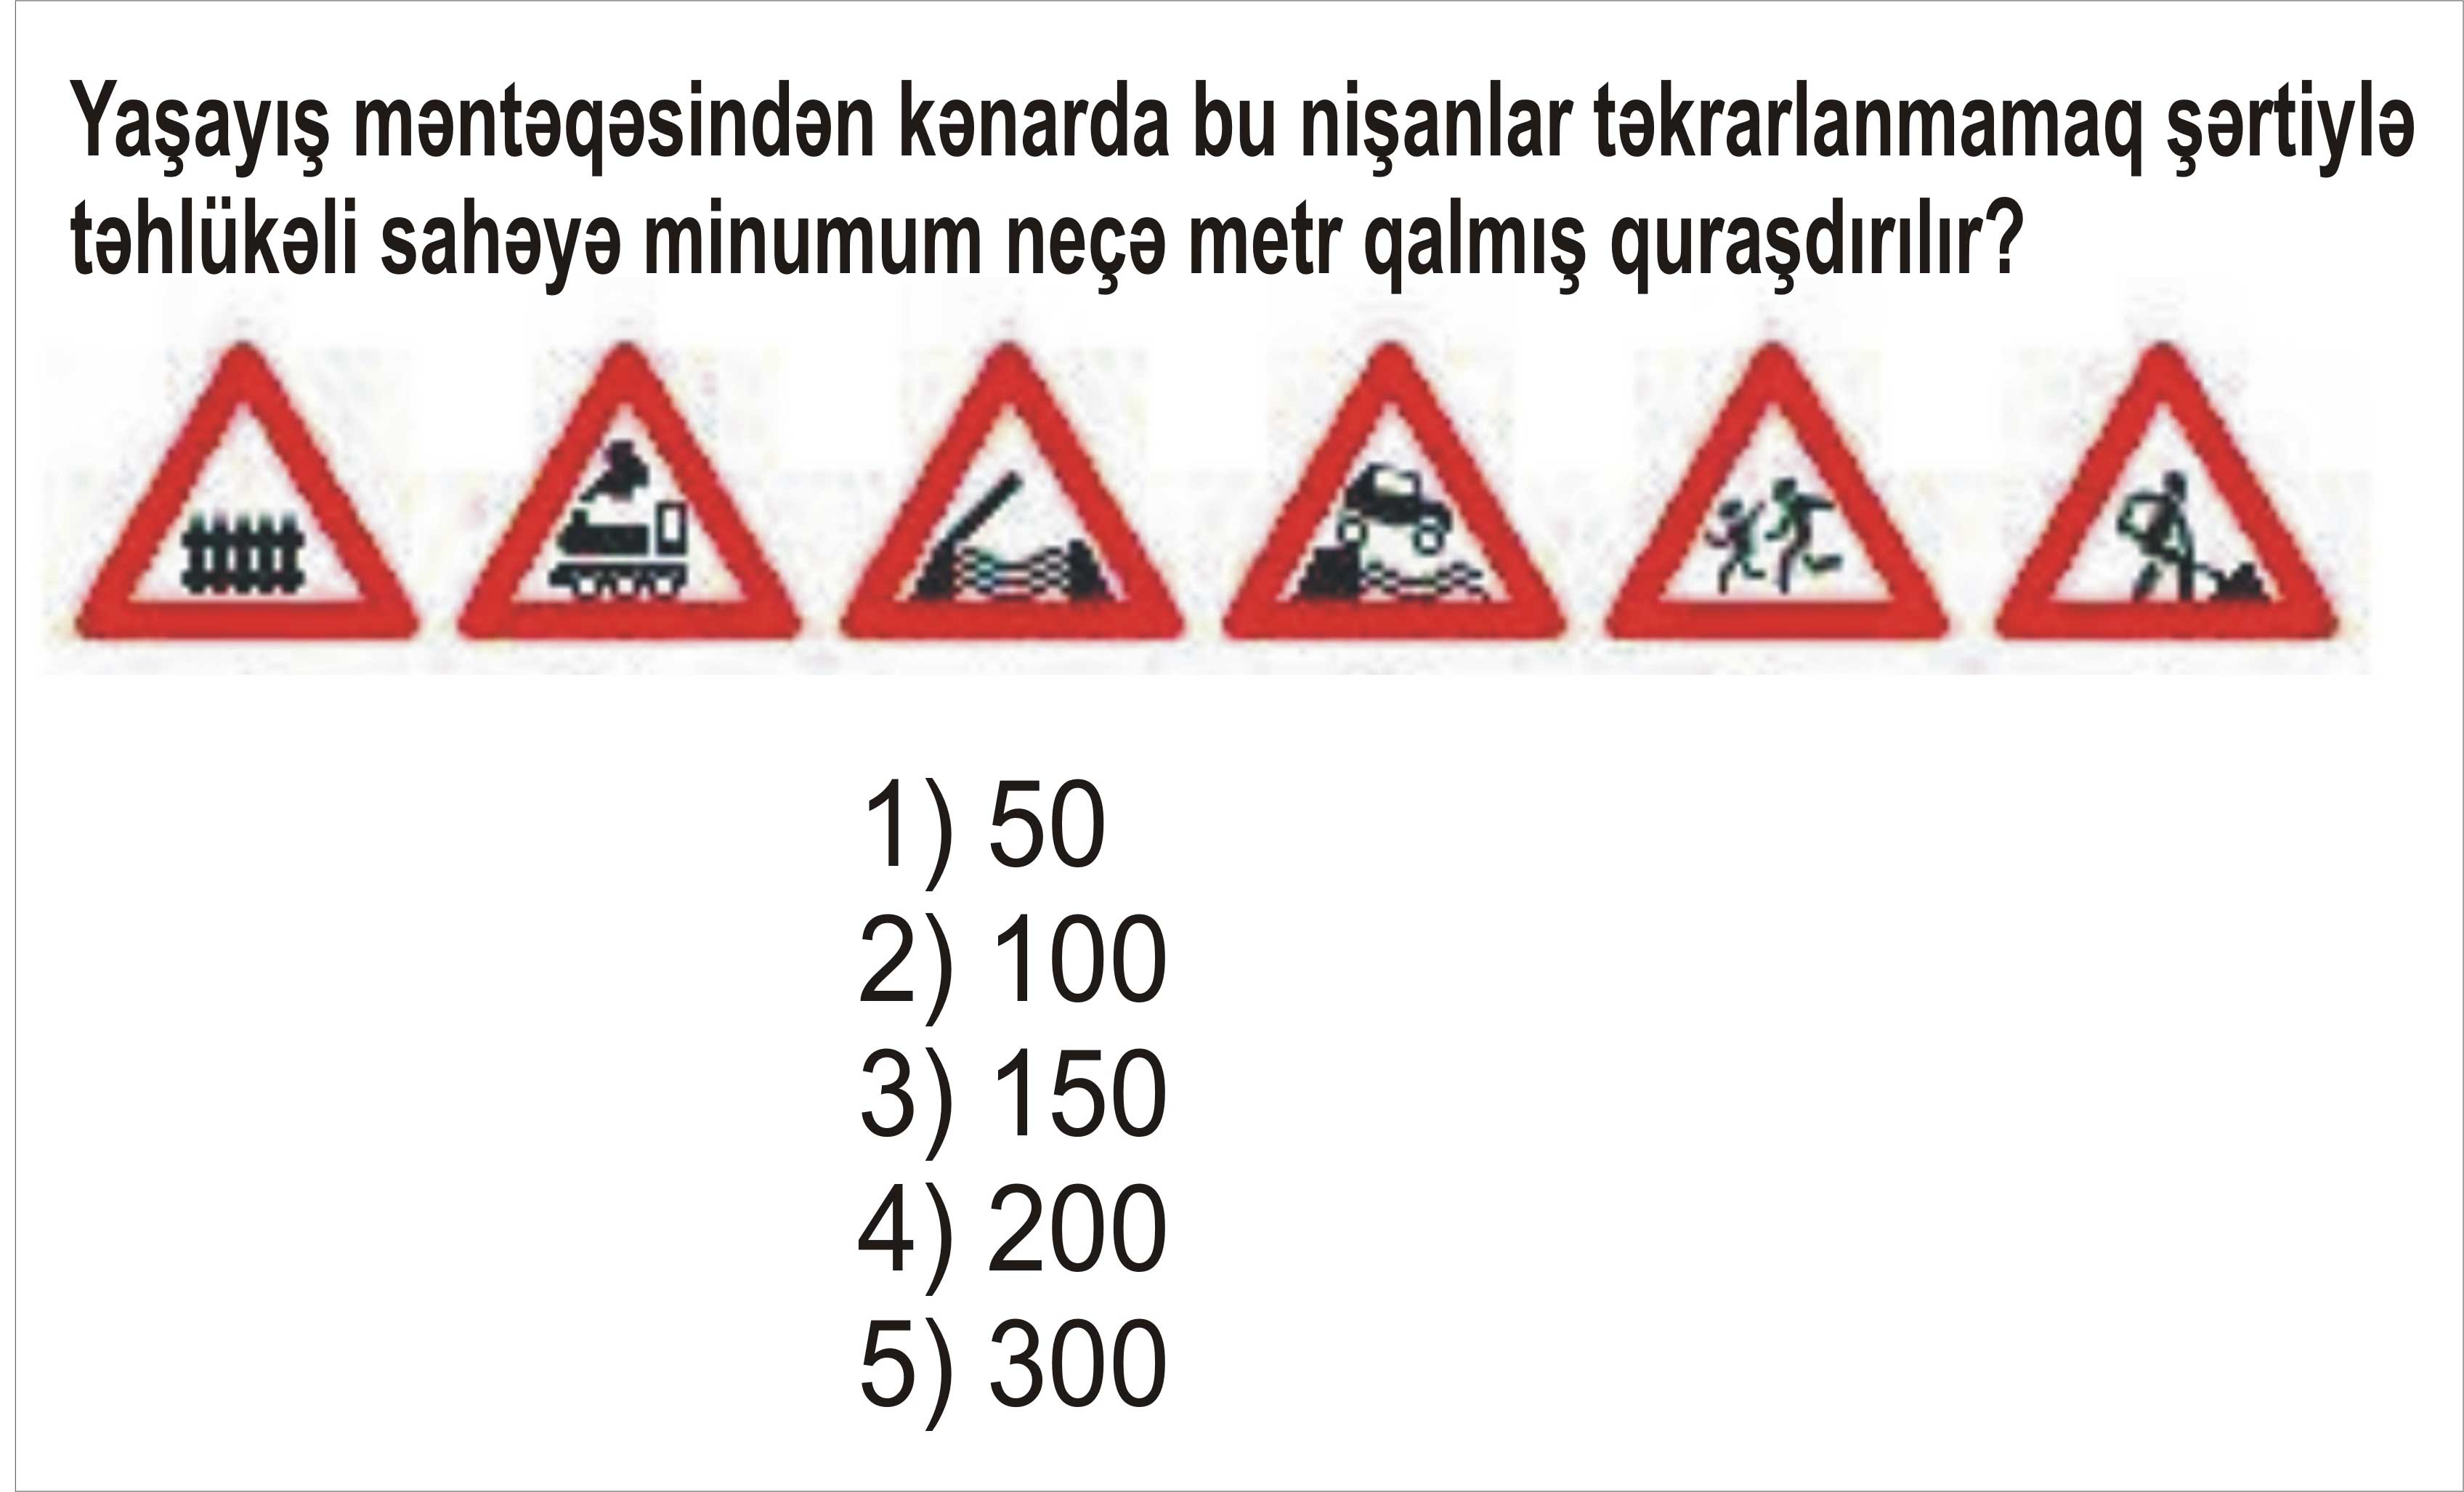 Yaşayış məntəqəsindən kənarda bu nişanlar təkrarlanmamaq şərtiylə
təhlükəli sahəyə minumum neçə metr qalmış quraşdırılır?
1) 50
2) 100
3) 150
4) 200
5) 300